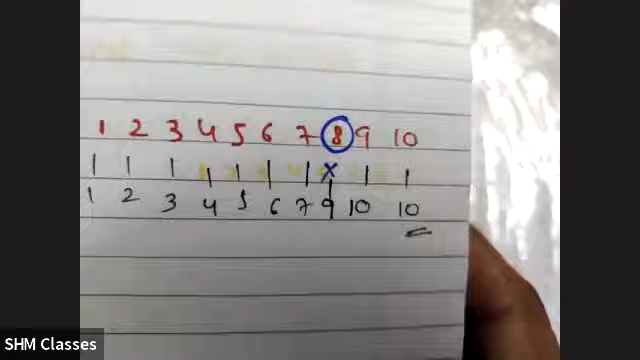 1 2 3 4 5 6 7 8 9 10
| | | | | | | x | |
1 2 3 4 5 6 7 9 10 10
SHM Classes